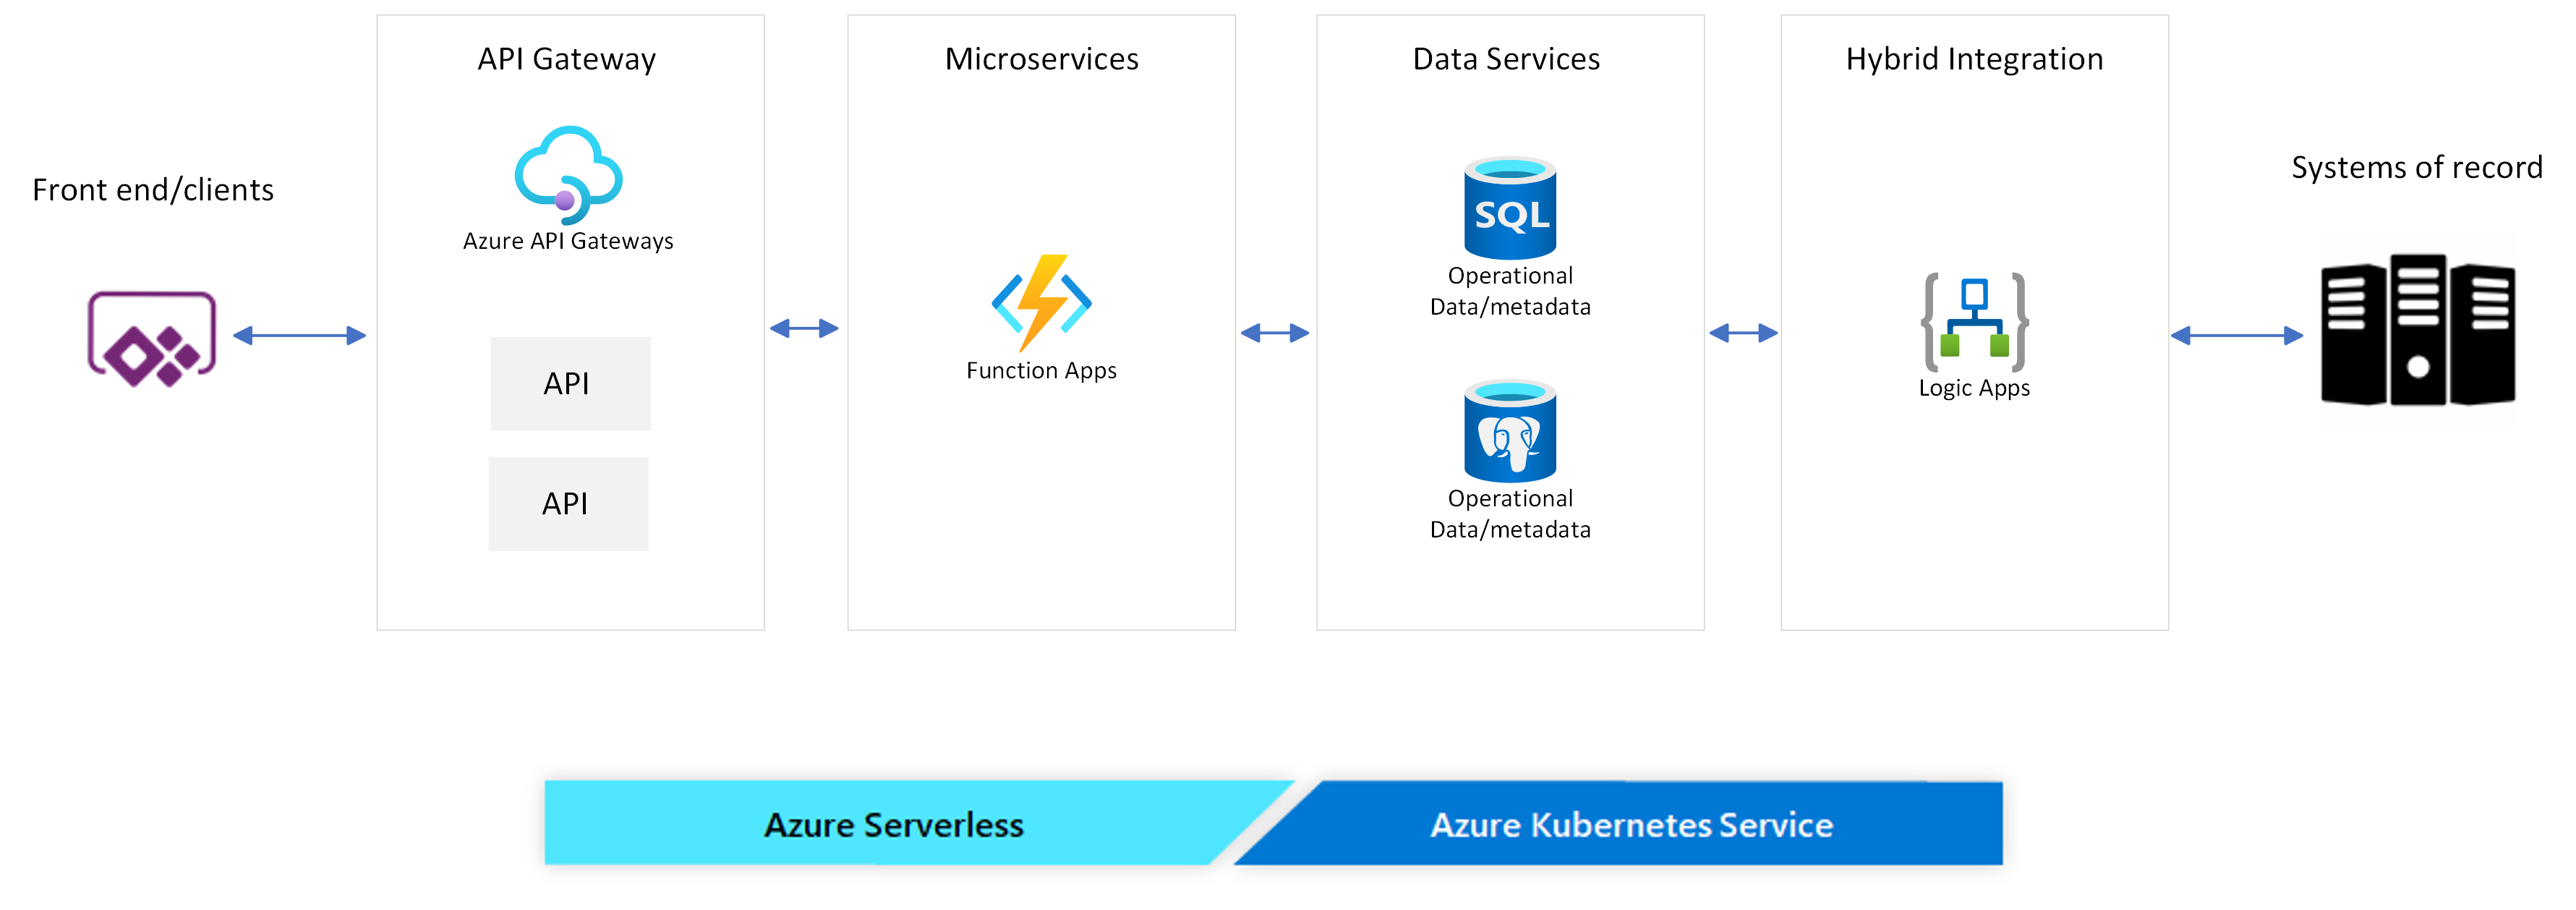 Front end/clients
API Gateway
Azure API Gateways
API
API
Microservices
Function Apps
Data Services
SQL
Operational
Data/metadata
Operational
Data/metadata
Hybrid Integration
Logic Apps
Systems of record
Azure Serverless
Azure Kubernetes Service